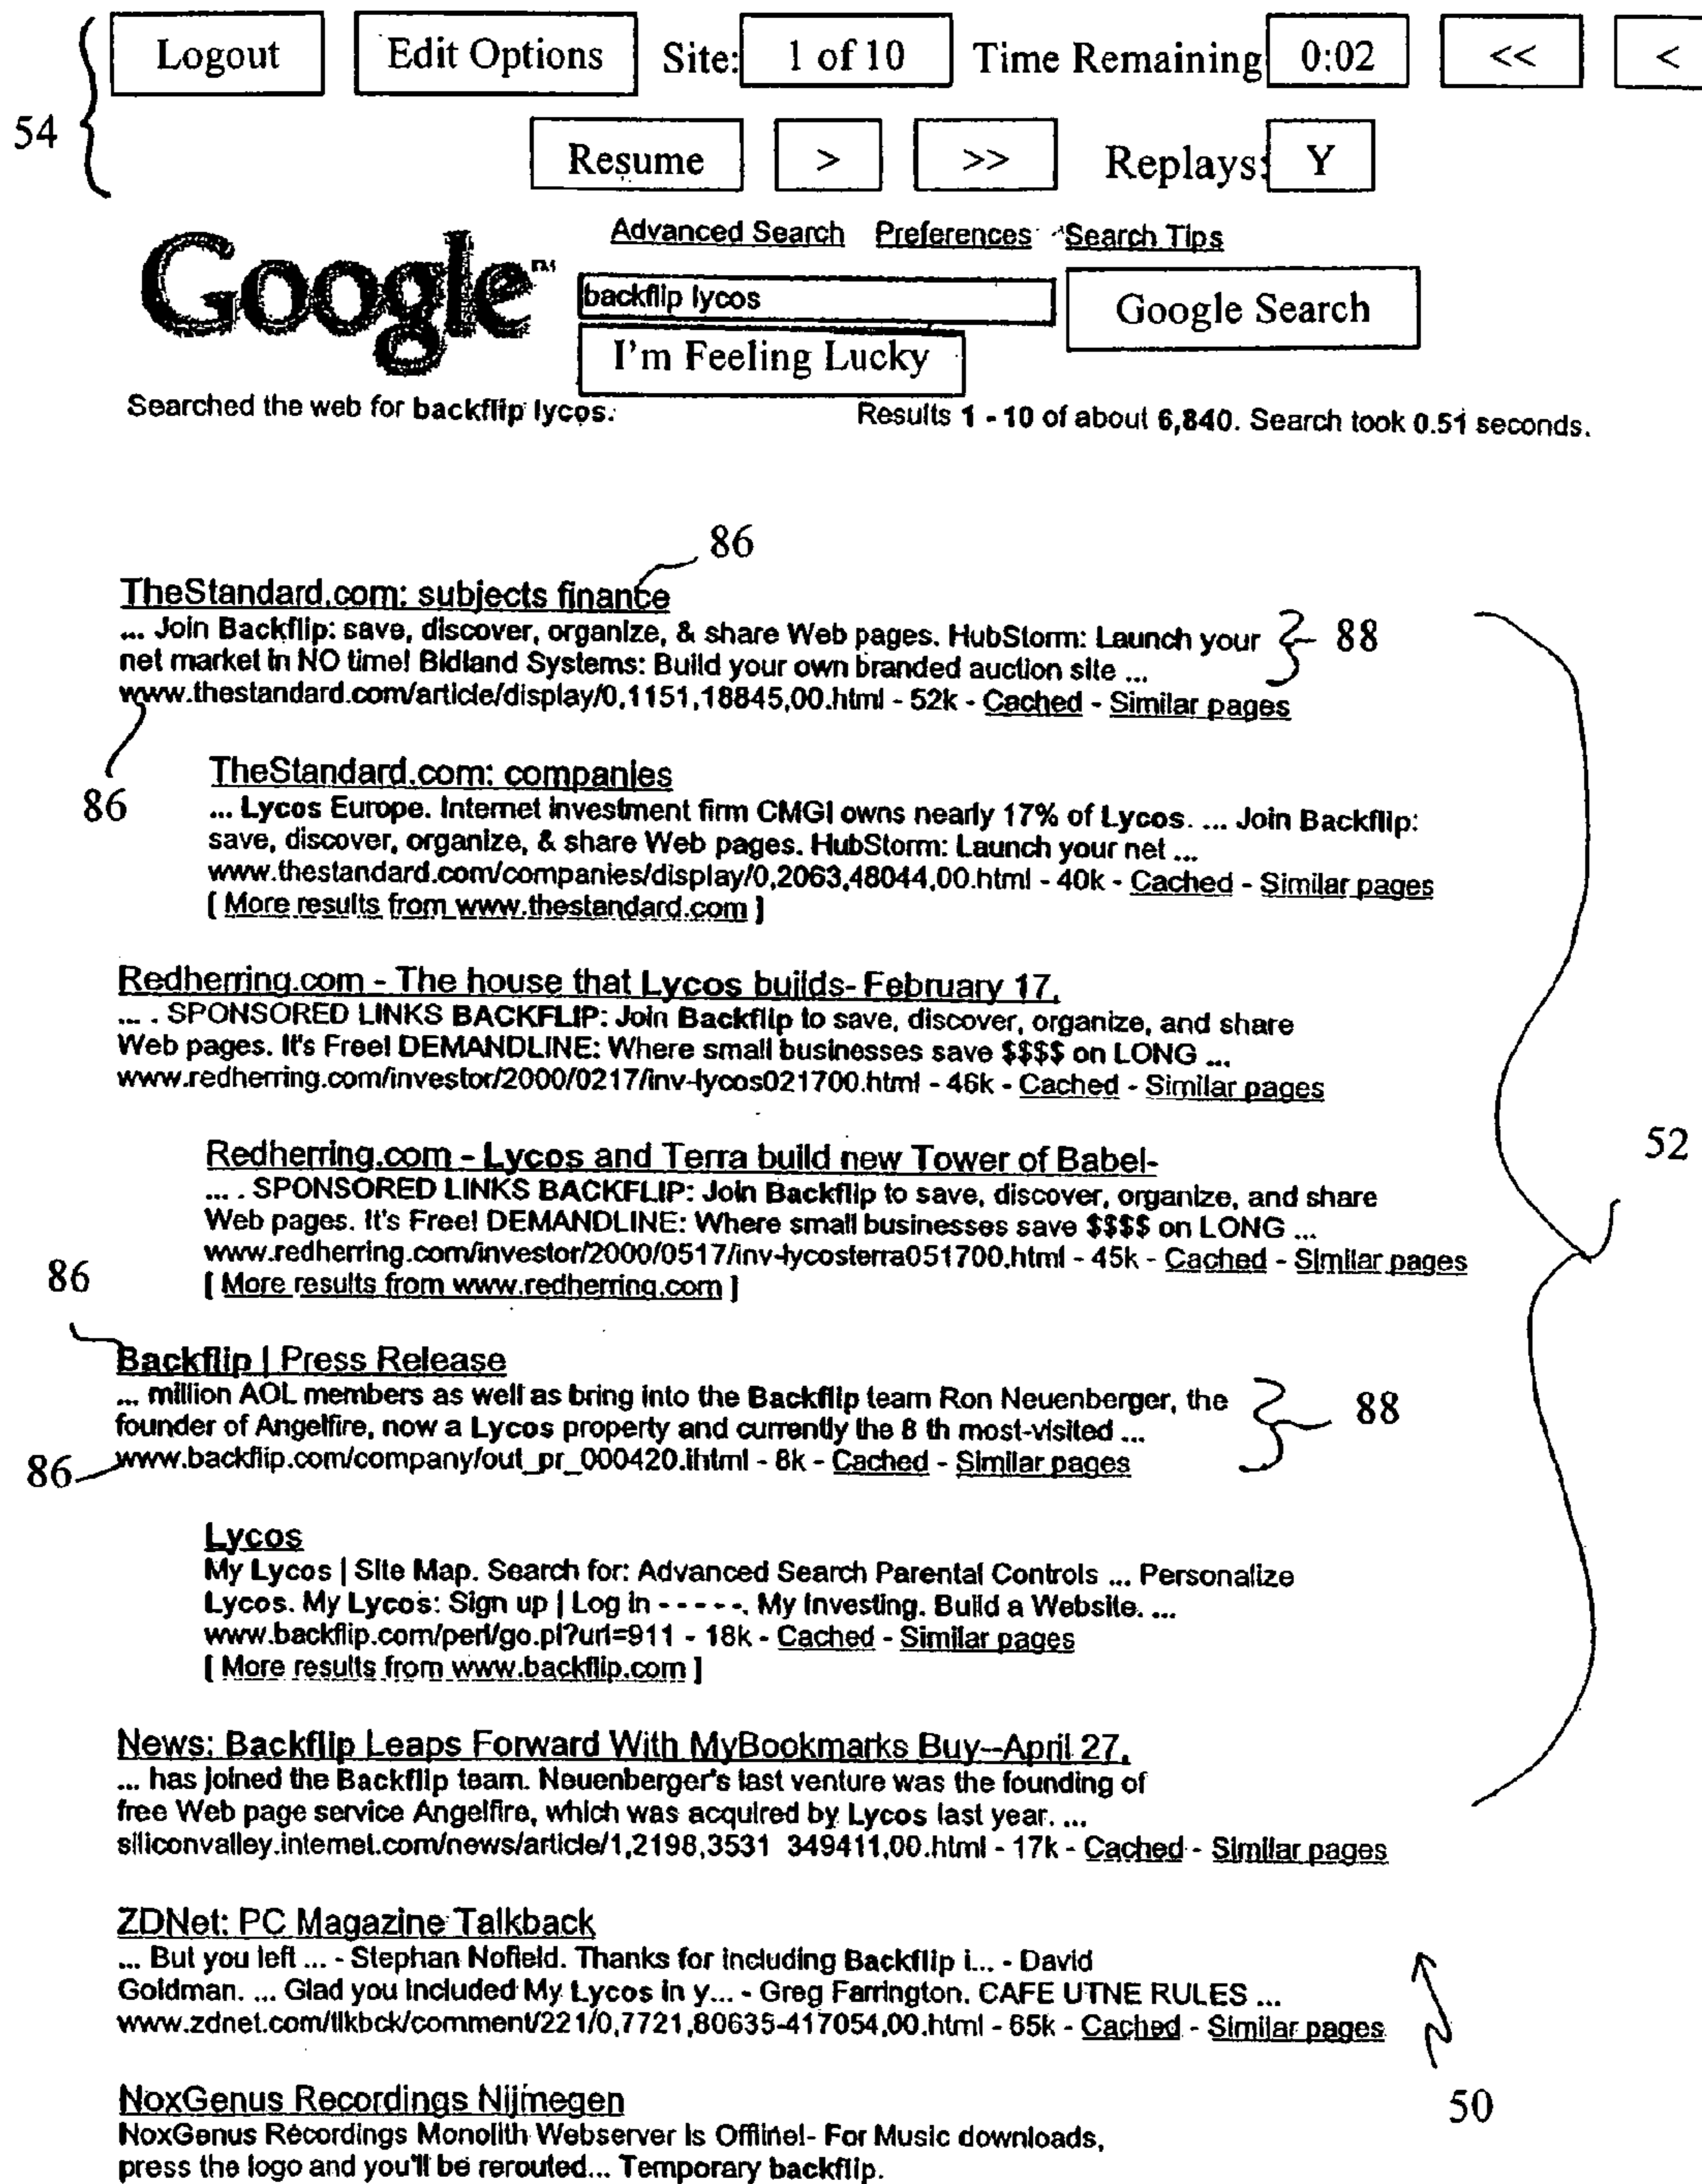 Logout Edit Options Site: 1 of 10 Time Remaining 0:02 << <
54
Resume > >> Replays: Y
Advanced Search Preferences Search Tips
Google
backflip lycos Google Search
I'm Feeling Lucky
Searched the web for backflip lycos. Results 1 - 10 of about 6,840. Search took 0.51 seconds.
86
TheStandard.com: subjects finance
... Join Backflip: save, discover, organize, & share Web pages. HubStorm: Launch your 88
net market in NO time! Bidland Systems: Build your own branded auction site ...
www.thestandard.com/article/display/0,1151,18845,00.html - 52k - Cached - Similar pages
86
TheStandard.com: companies
... Lycos Europe. Internet investment firm CMGI owns nearly 17% of Lycos. ... Join Backflip:
save, discover, organize, & share Web pages. HubStorm: Launch your net ...
www.thestandard.com/companies/display/0,2063,48044,00.html - 40k - Cached - Similar pages
[ More results from www.thestandard.com ]
Redherring.com - The house that Lycos builds- February 17,
... . SPONSORED LINKS BACKFLIP: Join Backflip to save, discover, organize, and share
Web pages. It's Free! DEMANDLINE: Where small businesses save $$$$ on LONG ...
www.redherring.com/investor/2000/0217/inv-lycos021700.html - 46k - Cached - Similar pages
52
Redherring.com - Lycos and Terra build new Tower of Babel-
... . SPONSORED LINKS BACKFLIP: Join Backflip to save, discover, organize, and share
Web pages. It's Free! DEMANDLINE: Where small businesses save $$$$ on LONG ...
www.redherring.com/investor/2000/0517/inv-lycosterra051700.html - 45k - Cached - Similar pages
[ More results from www.redherring.com ]
86
Backflip | Press Release
... million AOL members as well as bring into the Backflip team Ron Neuenberger, the
founder of Angelfire, now a Lycos property and currently the 8 th most-visited ... 88
86 www.backflip.com/company/out_pr_000420.ihtml - 8k - Cached - Similar pages
Lycos
My Lycos | Site Map. Search for: Advanced Search Parental Controls ... Personalize
Lycos. My Lycos: Sign up | Log in - - - - -. My Investing. Build a Website. ...
www.backflip.com/perl/go.pl?url=911 - 18k - Cached - Similar pages
[ More results from www.backflip.com ]
News: Backflip Leaps Forward With MyBookmarks Buy--April 27,
... has joined the Backflip team. Neuenberger's last venture was the founding of
free Web page service Angelfire, which was acquired by Lycos last year. ...
siliconvalley.internet.com/news/article/1,2198,3531 349411,00.html - 17k - Cached - Similar pages
ZDNet: PC Magazine Talkback
... But you left ... - Stephan Nofield. Thanks for including Backflip i... - David
Goldman. ... Glad you included My Lycos in y... - Greg Farrington. CAFE UTNE RULES ...
www.zdnet.com/tlkbck/comment/221/0,7721,80635-417054,00.html - 65k - Cached - Similar pages
50
NoxGenus Recordings Nijmegen
NoxGenus Recordings Monolith Webserver Is Offline!- For Music downloads,
press the logo and you'll be rerouted... Temporary backflip.